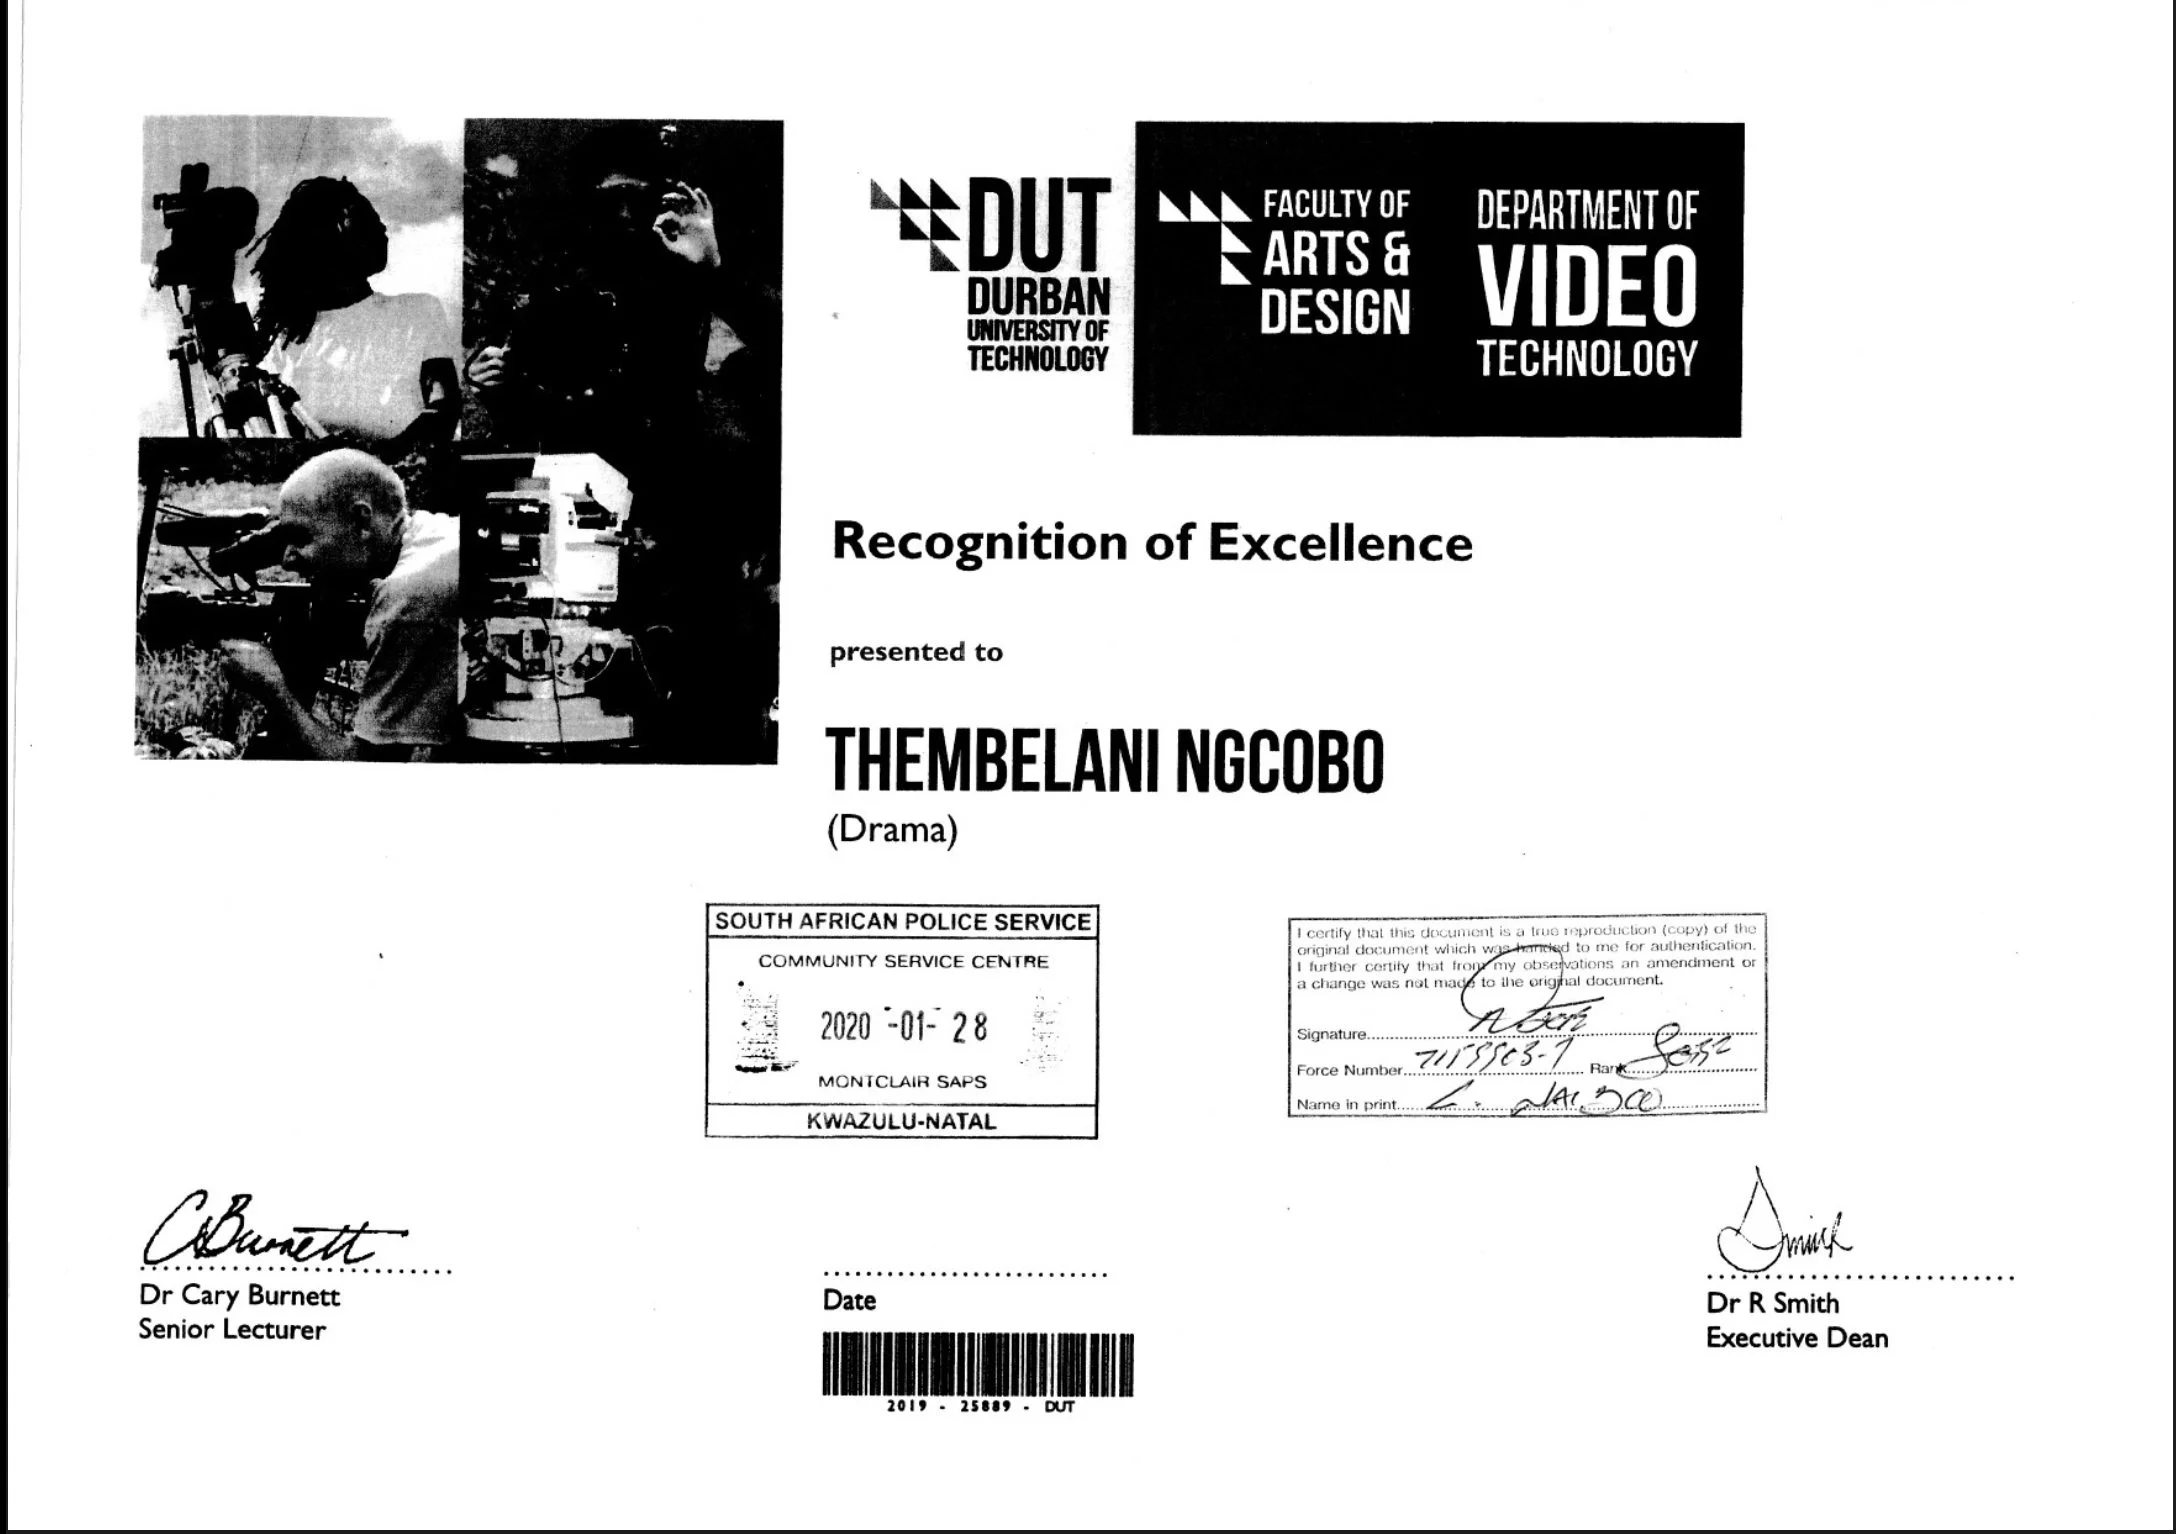 DUT
DURBAN
UNIVERSITY OF
TECHNOLOGY
FACULTY OF
ARTS &
DESIGN
DEPARTMENT OF
VIDEO
TECHNOLOGY
Recognition of Excellence
presented to
THEMBELANI NGCOBO
(Drama)
SOUTH AFRICAN POLICE SERVICE
COMMUNITY SERVICE CENTRE
2020 -01- 28
MONTCLAIR SAPS
KWAZULU-NATAL
I certify that this document is a true reproduction (copy) of the
original document which was handed to me for authentication.
I further certify that from my observations an amendment or
a change was not made to the original document.
Signature
Force Number
Rank
Name in print
CBurnett
Dr Cary Burnett
Senior Lecturer
Date
2019 - 25889 - DUT
Smith
Dr R Smith
Executive Dean